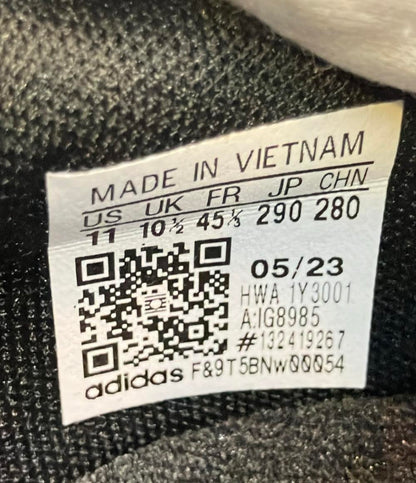 MADE IN VIETNAM
US UK FR JP CHN
11 10½ 45⅓ 290 280
05/23
HWA 1Y3001
A:IG8985
#132419267
adidas F&9T5BNW00054